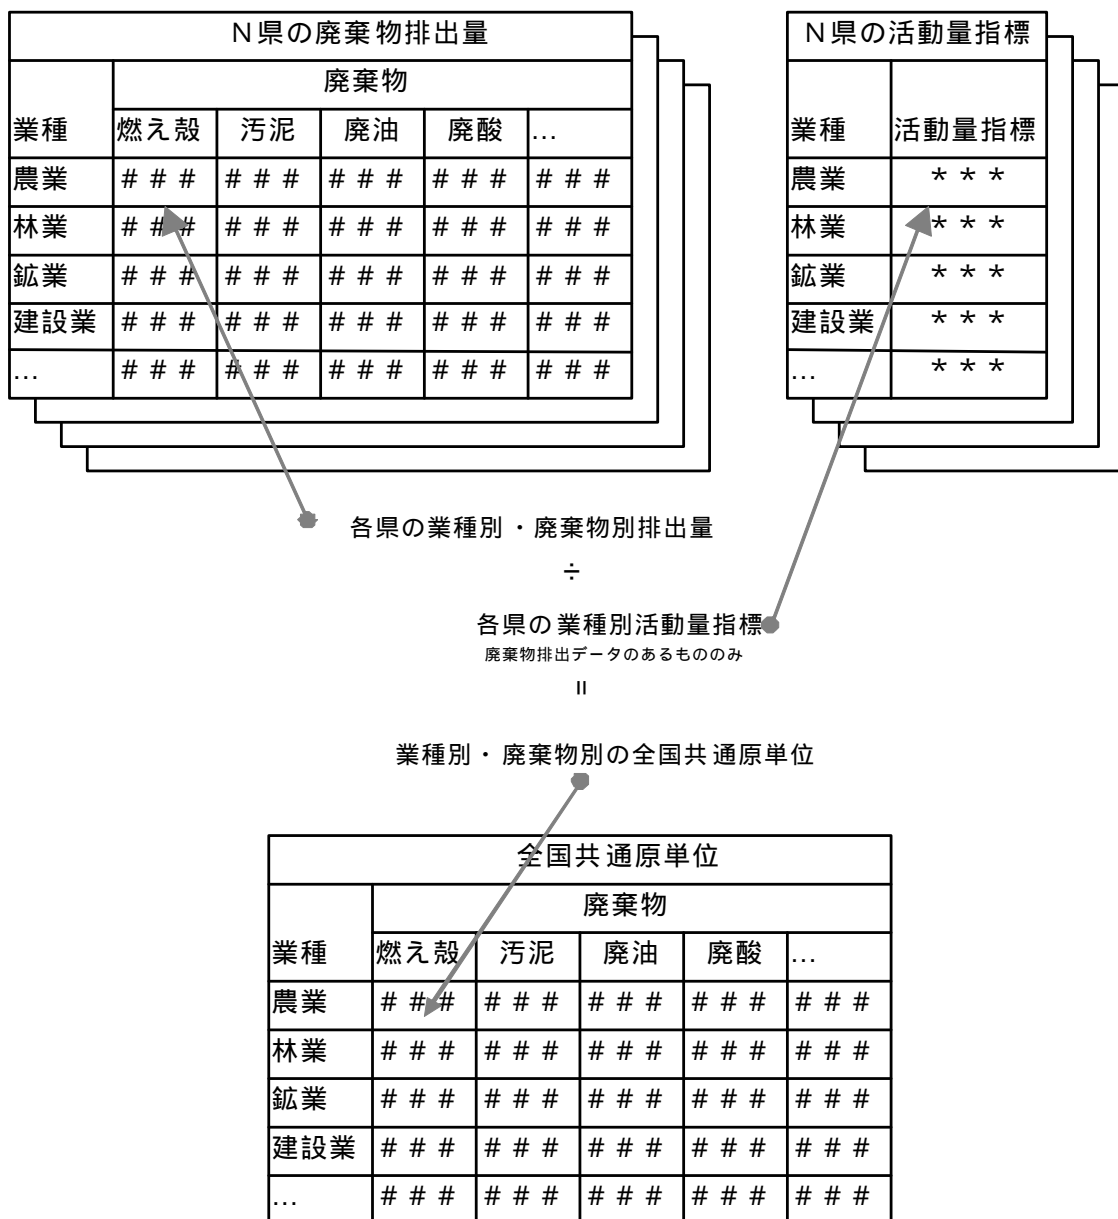 N県の廃棄物排出量
廃棄物
業種 燃え殻 汚泥 廃油 廃酸 …
農業 ### ### ### ### ###
林業 ### ### ### ### ###
鉱業 ### ### ### ### ###
建設業 ### ### ### ### ###
… ### ### ### ### ###
N県の活動量指標
業種 活動量指標
農業 ***
林業 ***
鉱業 ***
建設業 ***
… ***
各県の業種別・廃棄物別排出量
÷
各県の業種別活動量指標
廃棄物排出データのあるもののみ
=
業種別・廃棄物別の全国共通原単位
全国共通原単位
廃棄物
業種 燃え殻 汚泥 廃油 廃酸 …
農業 ### ### ### ### ###
林業 ### ### ### ### ###
鉱業 ### ### ### ### ###
建設業 ### ### ### ### ###
… ### ### ### ### ###